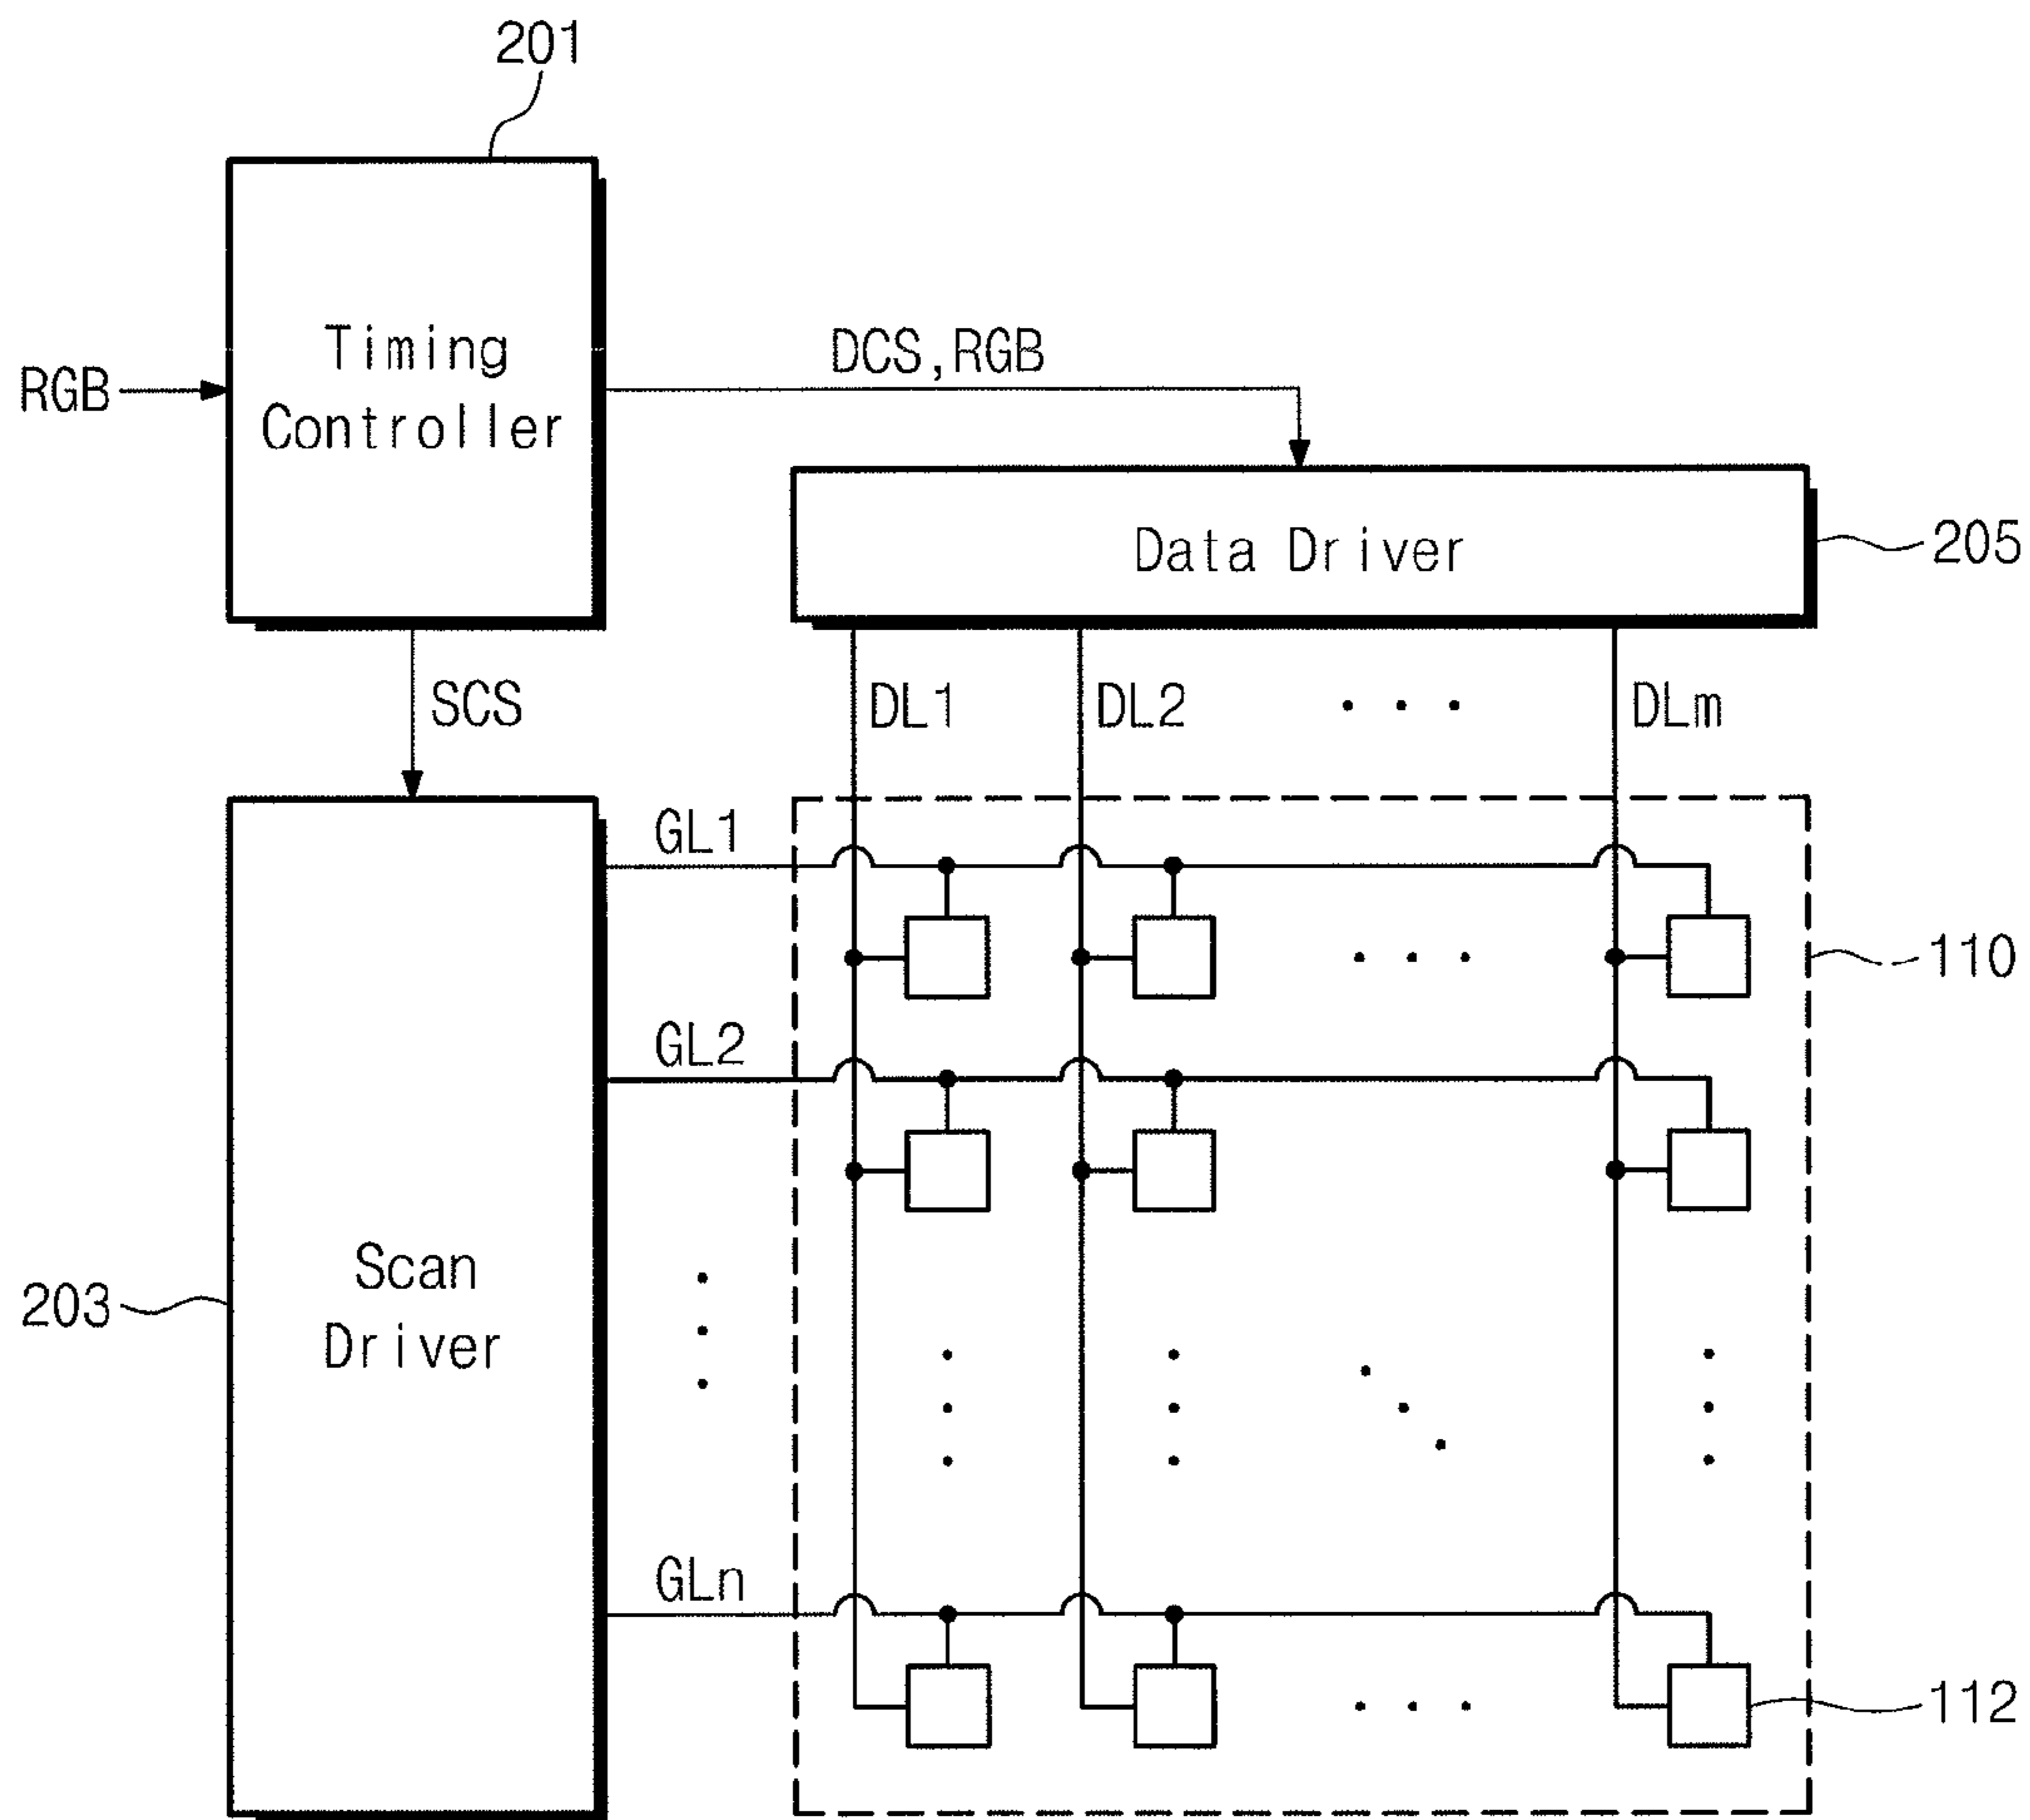 201
Timing
Controller
RGB
DCS,RGB
Data Driver
205
SCS
DL1
DL2
. . .
DLm
GL1
110
GL2
Scan
Driver
203
GLn
112